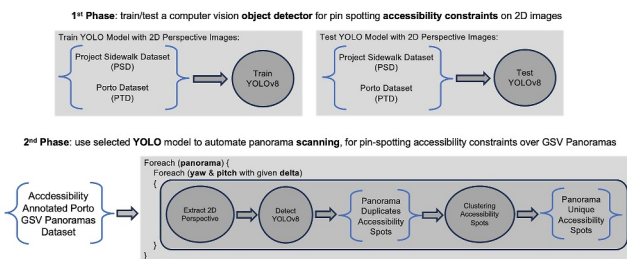 1st Phase: train/test a computer vision object detector for pin spotting accessibility constraints on 2D images
Train YOLO Model with 2D Perspective Images:
Project Sidewalk Dataset
(PSD)
Porto Dataset
(PTD)
Train
YOLOv8
Test YOLO Model with 2D Perspective Images:
Project Sidewalk Dataset
(PSD)
Porto Dataset
(PTD)
Test
YOLOv8
2nd Phase: use selected YOLO model to automate panorama scanning, for pin-spotting accessibility constraints over GSV Panoramas
Accdessibility
Annotated Porto
GSV Panoramas
Dataset
Foreach (panorama) {
Foreach (yaw & pitch with given delta)
{
Extract 2D
Perspective
Detect
YOLOv8
Panorama
Duplicates
Accessibility
Spots
Clustering
Accessibility
Spots
Panorama
Unique
Accessibility
Spots
}
}